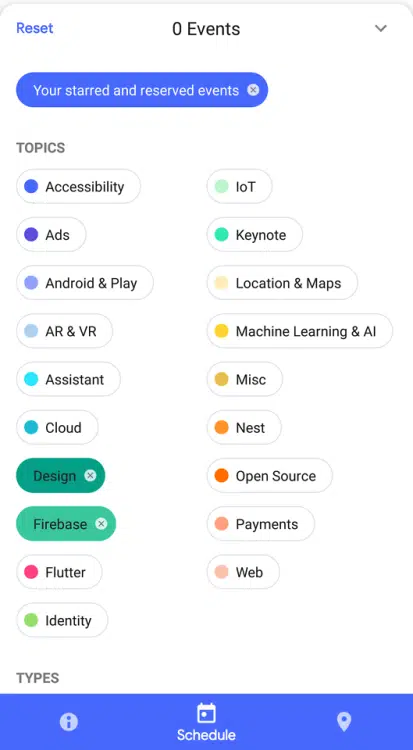 Reset 0 Events
Your starred and reserved events
TOPICS
Accessibility IoT
Ads Keynote
Android & Play Location & Maps
AR & VR Machine Learning & AI
Assistant Misc
Cloud Nest
Design Open Source
Firebase Payments
Flutter Web
Identity
TYPES
Schedule